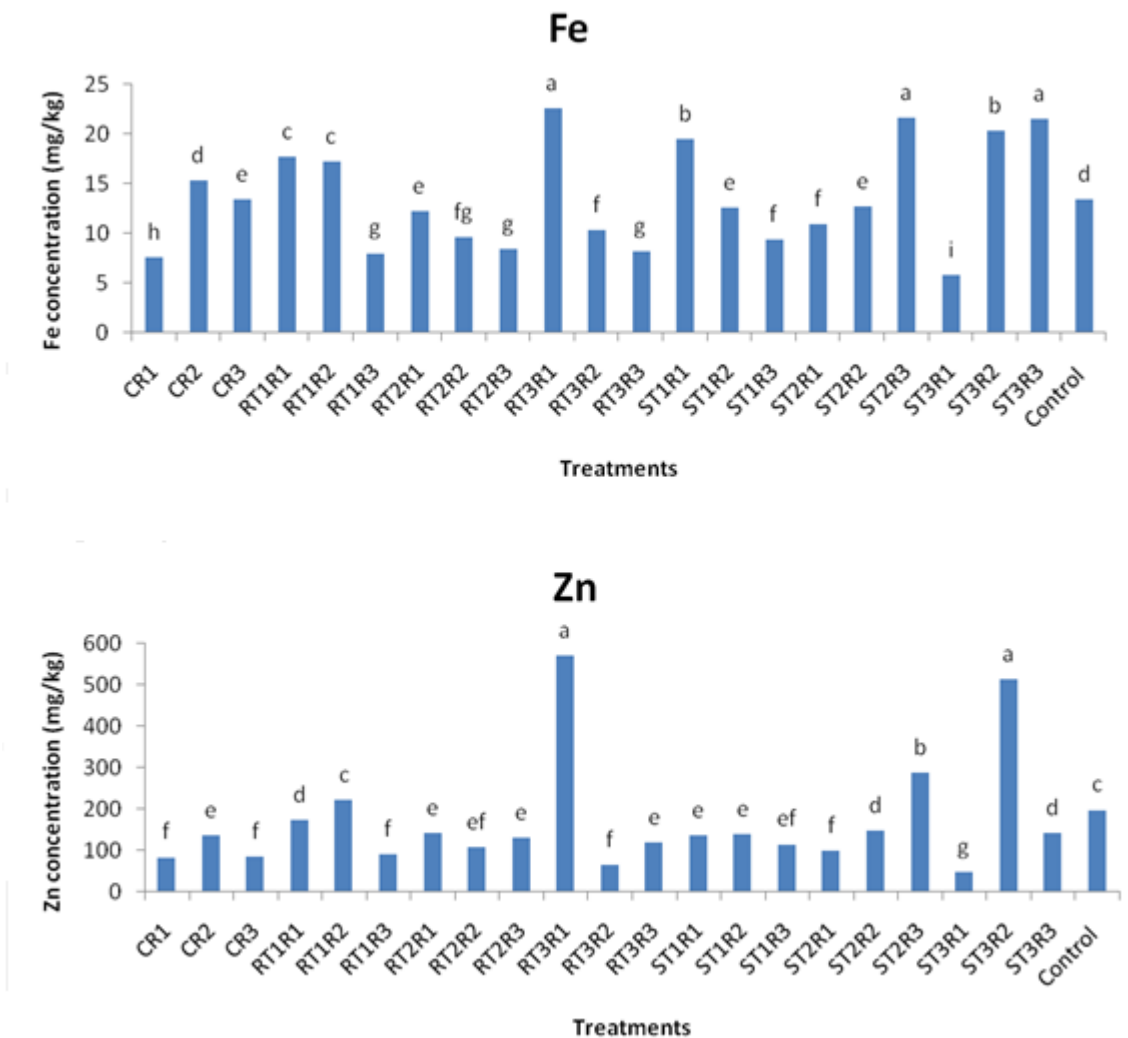 Fe
Fe concentration (mg/kg)
25
20
15
10
5
0
h
d
e
c
c
g
e
fg
g
a
f
g
b
e
f
f
e
a
i
b
a
d
CR1
CR2
CR3
RT1R1
RT1R2
RT1R3
RT2R1
RT2R2
RT2R3
RT3R1
RT3R2
RT3R3
ST1R1
ST1R2
ST1R3
ST2R1
ST2R2
ST2R3
ST3R1
ST3R2
ST3R3
Control
Treatments
Zn
Zn concentration (mg/kg)
600
500
400
300
200
100
0
f
e
f
d
c
f
e
ef
e
a
f
e
e
e
ef
f
d
b
g
a
d
c
CR1
CR2
CR3
RT1R1
RT1R2
RT1R3
RT2R1
RT2R2
RT2R3
RT3R1
RT3R2
RT3R3
ST1R1
ST1R2
ST1R3
ST2R1
ST2R2
ST2R3
ST3R1
ST3R2
ST3R3
Control
Treatments